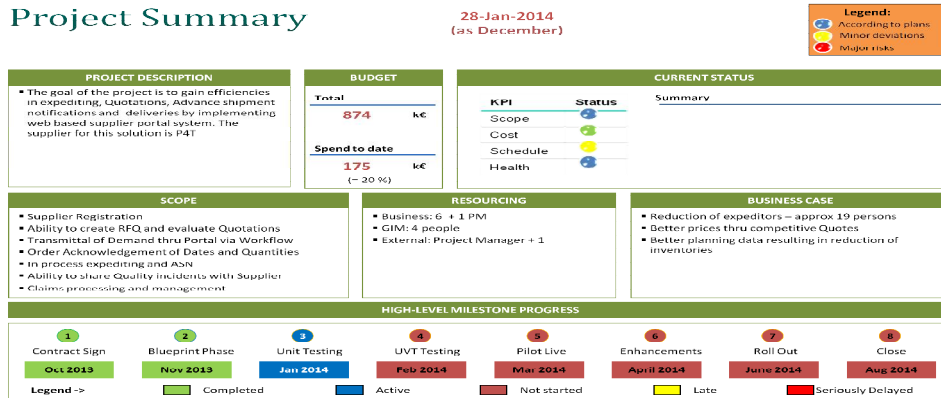 Project Summary
28-Jan-2014
(as December)
Legend:
According to plans
Minor deviations
Major risks
PROJECT DESCRIPTION
▪ The goal of the project is to gain efficiencies
in expediting, Quotations, Advance shipment
notifications and deliveries by implementing
web based supplier portal system. The
supplier for this solution is P4T
BUDGET
Total
874 k€
Spend to date
175 k€
(~ 20 %)
CURRENT STATUS
KPI Status
Scope
Cost
Schedule
Health
Summary
SCOPE
▪ Supplier Registration
▪ Ability to create RFQ and evaluate Quotations
▪ Transmittal of Demand thru Portal via Workflow
▪ Order Acknowledgement of Dates and Quantities
▪ In process expediting and ASN
▪ Ability to share Quality incidents with Supplier
▪ Claims processing and management
RESOURCING
▪ Business: 6 + 1 PM
▪ GIM: 4 people
▪ External: Project Manager + 1
BUSINESS CASE
▪ Reduction of expeditors – approx 19 persons
▪ Better prices thru competitive Quotes
▪ Better planning data resulting in reduction of
inventories
HIGH-LEVEL MILESTONE PROGRESS
1 2 3 4 5 6 7 8
Contract Sign Blueprint Phase Unit Testing UVT Testing Pilot Live Enhancements Roll Out Close
Oct 2013 Nov 2013 Jan 2014 Feb 2014 Mar 2014 April 2014 June 2014 Aug 2014
Legend -> Completed Active Not started Late Seriously Delayed